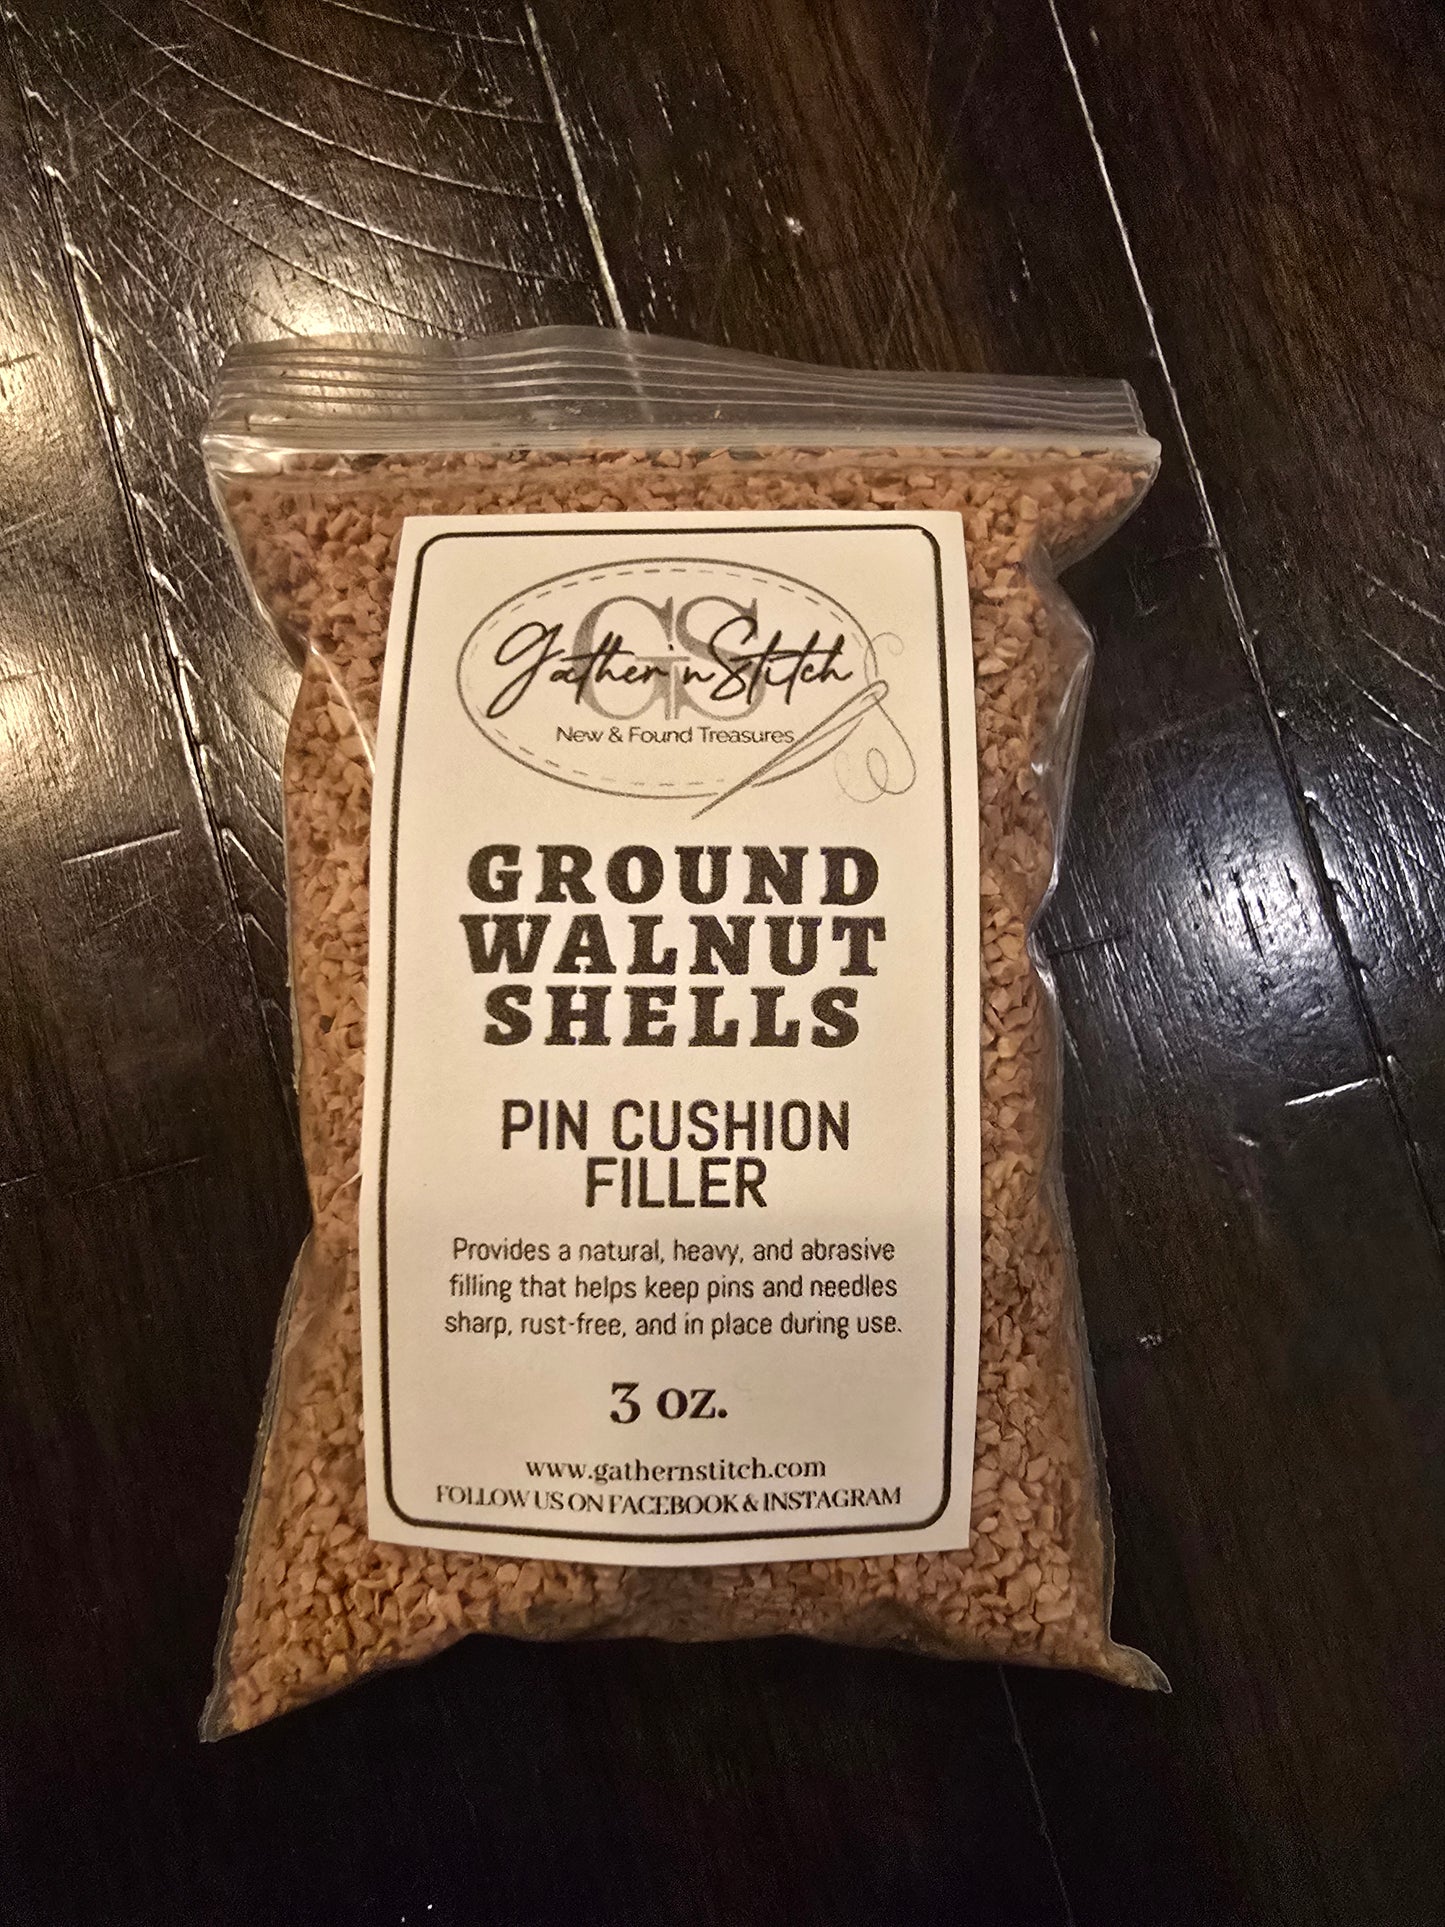 GS
Gather 'n Stitch
New & Found Treasures
GROUND
WALNUT
SHELLS
PIN CUSHION
FILLER
Provides a natural, heavy, and abrasive
filling that helps keep pins and needles
sharp, rust-free, and in place during use.
3 oz.
www.gathernstitch.com
FOLLOW US ON FACEBOOK & INSTAGRAM